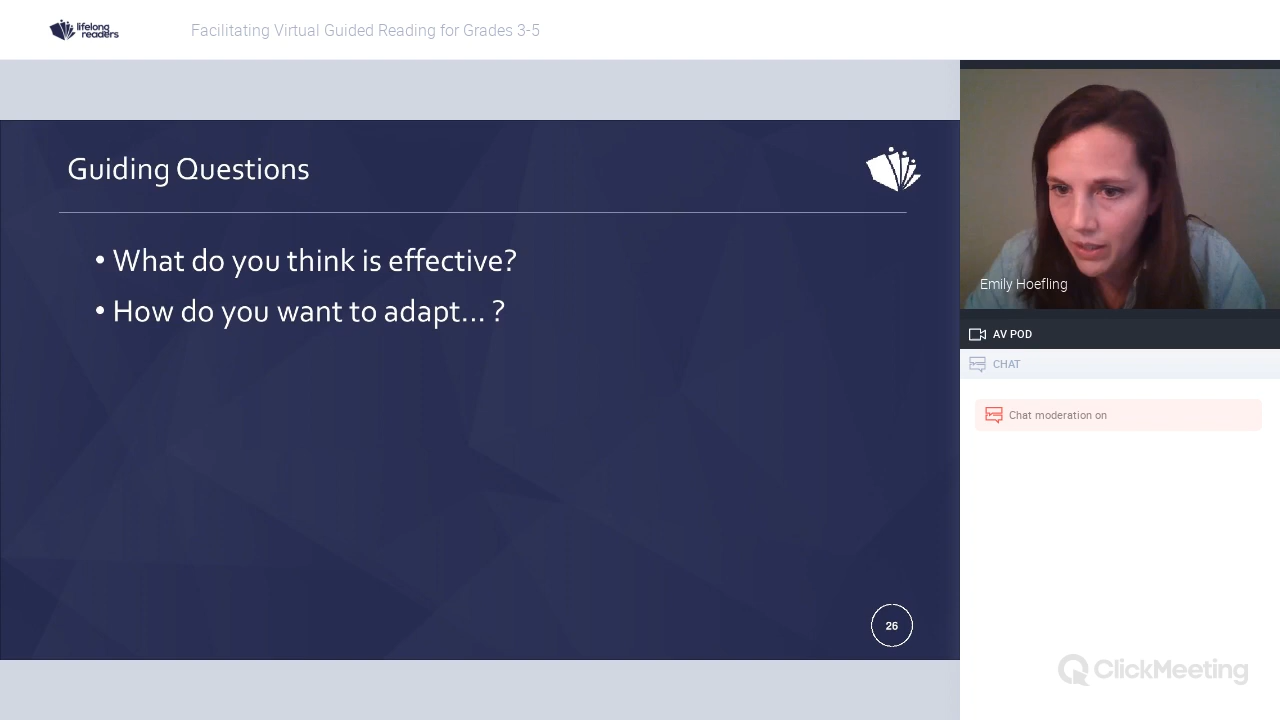 lifelong
readers
Facilitating Virtual Guided Reading for Grades 3-5
Guiding Questions
• What do you think is effective?
• How do you want to adapt... ?
26
Emily Hoefling
AV POD
CHAT
Chat moderation on
ClickMeeting